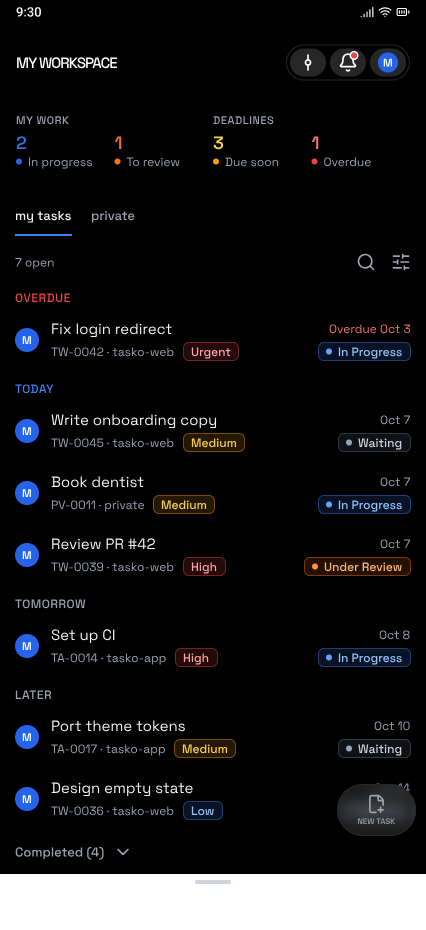 9:30
MY WORKSPACE
M
MY WORK
DEADLINES
2
1
3
1
In progress
To review
Due soon
Overdue
my tasks
private
7 open
OVERDUE
M
Fix login redirect
Overdue Oct 3
TW-0042 · tasko-web
Urgent
In Progress
TODAY
M
Write onboarding copy
Oct 7
TW-0045 · tasko-web
Medium
Waiting
M
Book dentist
Oct 7
PV-0011 · private
Medium
In Progress
M
Review PR #42
Oct 7
TW-0039 · tasko-web
High
Under Review
TOMORROW
M
Set up CI
Oct 8
TA-0014 · tasko-app
High
In Progress
LATER
M
Port theme tokens
Oct 10
TA-0017 · tasko-app
Medium
Waiting
M
Design empty state
TW-0036 · tasko-web
Low
NEW TASK
Completed (4)